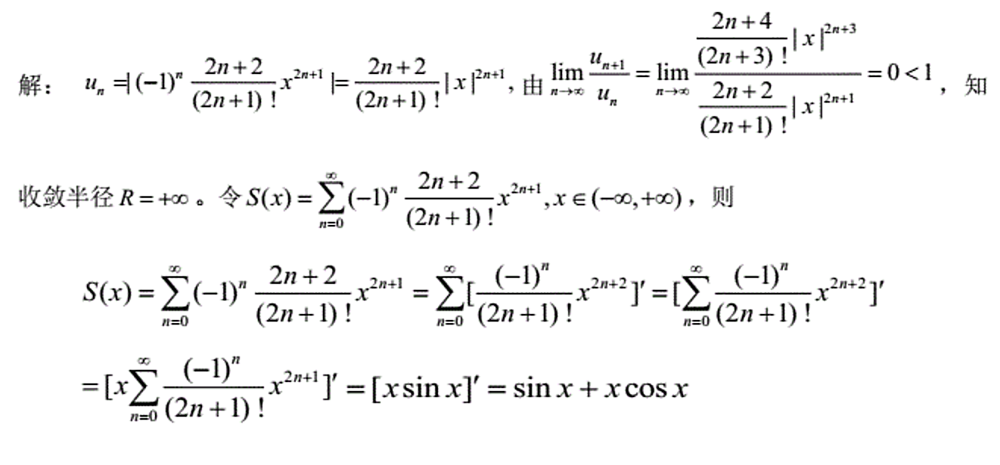 解： $u_n = |(-1)^n \frac{2n+2}{(2n+1)!} x^{2n+1}| = \frac{2n+2}{(2n+1)!} |x|^{2n+1}$, 由 $\lim_{n \to \infty} \frac{u_{n+1}}{u_n} = \lim_{n \to \infty} \frac{\frac{2n+4}{(2n+3)!} |x|^{2n+3}}{\frac{2n+2}{(2n+1)!} |x|^{2n+1}} = 0 < 1$ ，知
收敛半径 $R = +\infty$ 。令 $S(x) = \sum_{n=0}^{\infty} (-1)^n \frac{2n+2}{(2n+1)!} x^{2n+1}, x \in (-\infty, +\infty)$ ，则
$S(x) = \sum_{n=0}^{\infty} (-1)^n \frac{2n+2}{(2n+1)!} x^{2n+1} = \sum_{n=0}^{\infty} [\frac{(-1)^n}{(2n+1)!} x^{2n+2}]' = [\sum_{n=0}^{\infty} \frac{(-1)^n}{(2n+1)!} x^{2n+2}]'$
$= [x \sum_{n=0}^{\infty} \frac{(-1)^n}{(2n+1)!} x^{2n+1}]' = [x \sin x]' = \sin x + x \cos x$